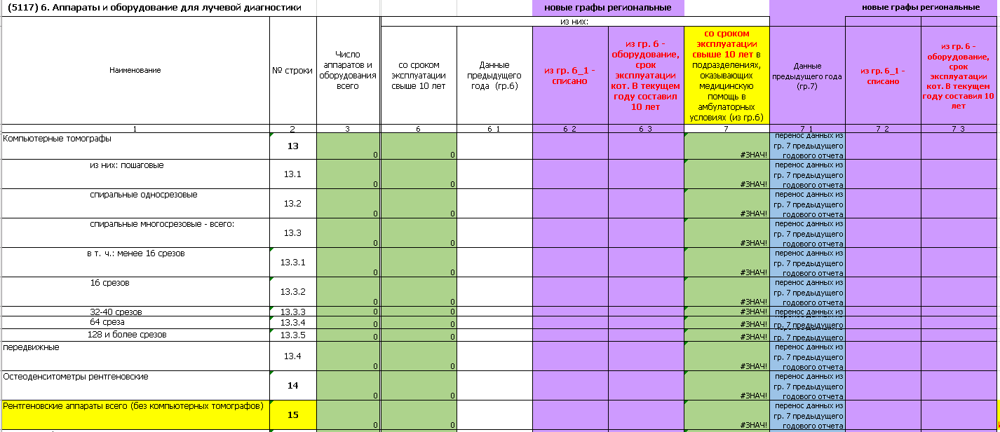 (5117) 6. Аппараты и оборудование для лучевой диагностики
новые графы региональные
новые графы региональные
из них:
Наименование
№ строки
Число
аппаратов и
оборудования
всего
со сроком
эксплуатации
свыше 10 лет
Данные
предыдущего
года (гр.6)
из гр. 6_1 -
списано
из гр. 6 -
оборудование,
срок
эксплуатации
кот. В текущем
году составил
10 лет
со сроком
эксплуатации
свыше 10 лет в
подразделениях,
оказывающих
медицинскую
помощь в
амбулаторных
условиях (из гр.6)
Данные
предыдущего года
(гр.7)
из гр. 6_1 -
списано
из гр. 6 -
оборудование,
срок
эксплуатации
кот. В текущем
году составил 10
лет
1 2 3 6 6 1 6 2 6 3 7 7 1 7 2 7 3
Компьютерные томографы 13 0 0 #ЗНАЧ!
перенос данных из
гр. 7 предыдущего
годового отчета
из них: пошаговые 13.1 0 0 #ЗНАЧ!
перенос данных из
гр. 7 предыдущего
годового отчета
спиральные односрезовые 13.2 0 0 #ЗНАЧ!
перенос данных из
гр. 7 предыдущего
годового отчета
спиральные многосрезовые - всего: 13.3 0 0 #ЗНАЧ!
перенос данных из
гр. 7 предыдущего
годового отчета
в т. ч.: менее 16 срезов 13.3.1 0 0 #ЗНАЧ!
перенос данных из
гр. 7 предыдущего
годового отчета
16 срезов 13.3.2 0 0 #ЗНАЧ!
перенос данных из
гр. 7 предыдущего
годового отчета
32-40 срезов 13.3.3 0 0 #ЗНАЧ!
перенос данных из
64 среза 13.3.4 0 0 #ЗНАЧ!
гр. 7 предыдущего
128 и более срезов 13.3.5 0 0 #ЗНАЧ!
гр. 7 предыдущего
передвижные 13.4 0 0 #ЗНАЧ!
перенос данных из
гр. 7 предыдущего
годового отчета
Остеоденситометры рентгеновские 14 0 0 #ЗНАЧ!
перенос данных из
гр. 7 предыдущего
годового отчета
Рентгеновские аппараты всего (без компьютерных томографов) 15 0 0 #ЗНАЧ!
перенос данных из
гр. 7 предыдущего
годового отчета